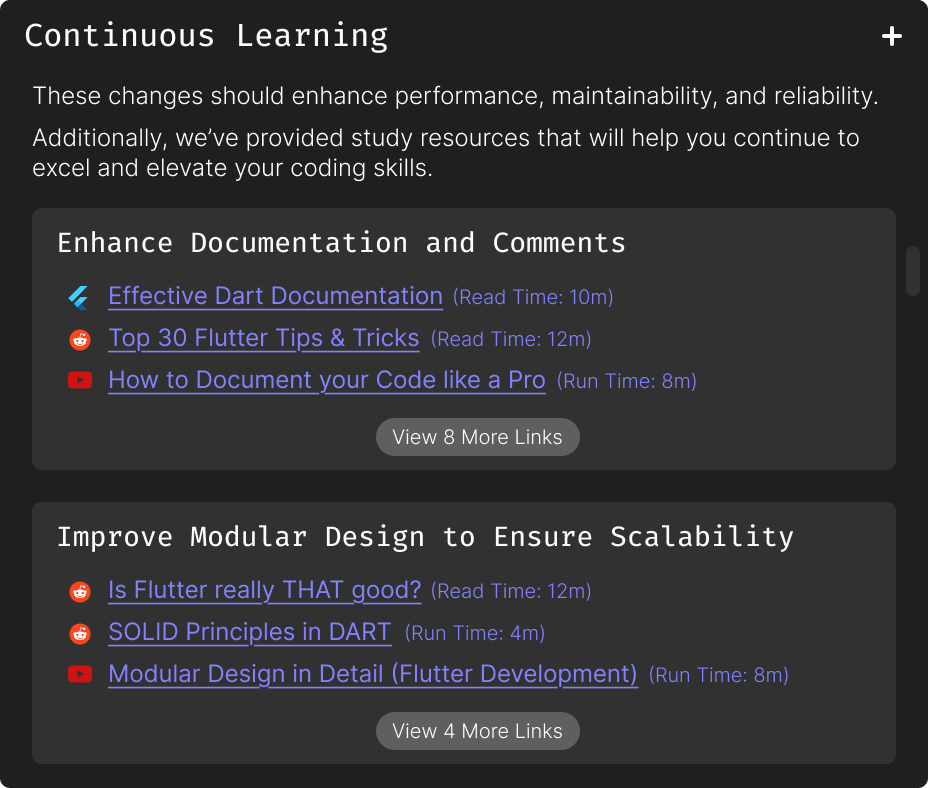 Continuous Learning
These changes should enhance performance, maintainability, and reliability.
Additionally, we’ve provided study resources that will help you continue to
excel and elevate your coding skills.
Enhance Documentation and Comments
Effective Dart Documentation (Read Time: 10m)
Top 30 Flutter Tips & Tricks (Read Time: 12m)
How to Document your Code like a Pro (Run Time: 8m)
View 8 More Links
Improve Modular Design to Ensure Scalability
Is Flutter really THAT good? (Read Time: 12m)
SOLID Principles in DART (Run Time: 4m)
Modular Design in Detail (Flutter Development) (Run Time: 8m)
View 4 More Links